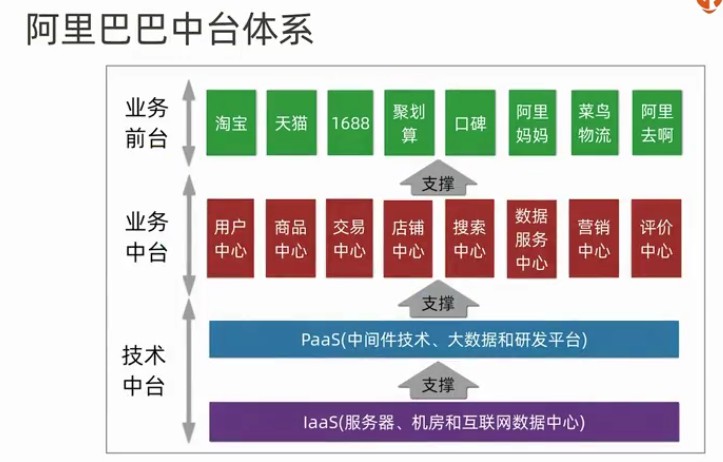 阿里巴巴中台体系
业务
前台
淘宝
天猫
1688
聚划
算
口碑
阿里
妈妈
菜鸟
物流
阿里
去啊
支撑
业务
中台
用户
中心
商品
中心
交易
中心
店铺
中心
搜索
中心
数据
服务
中心
营销
中心
评价
中心
支撑
技术
中台
PaaS(中间件技术、大数据和研发平台)
支撑
IaaS(服务器、机房和互联网数据中心)